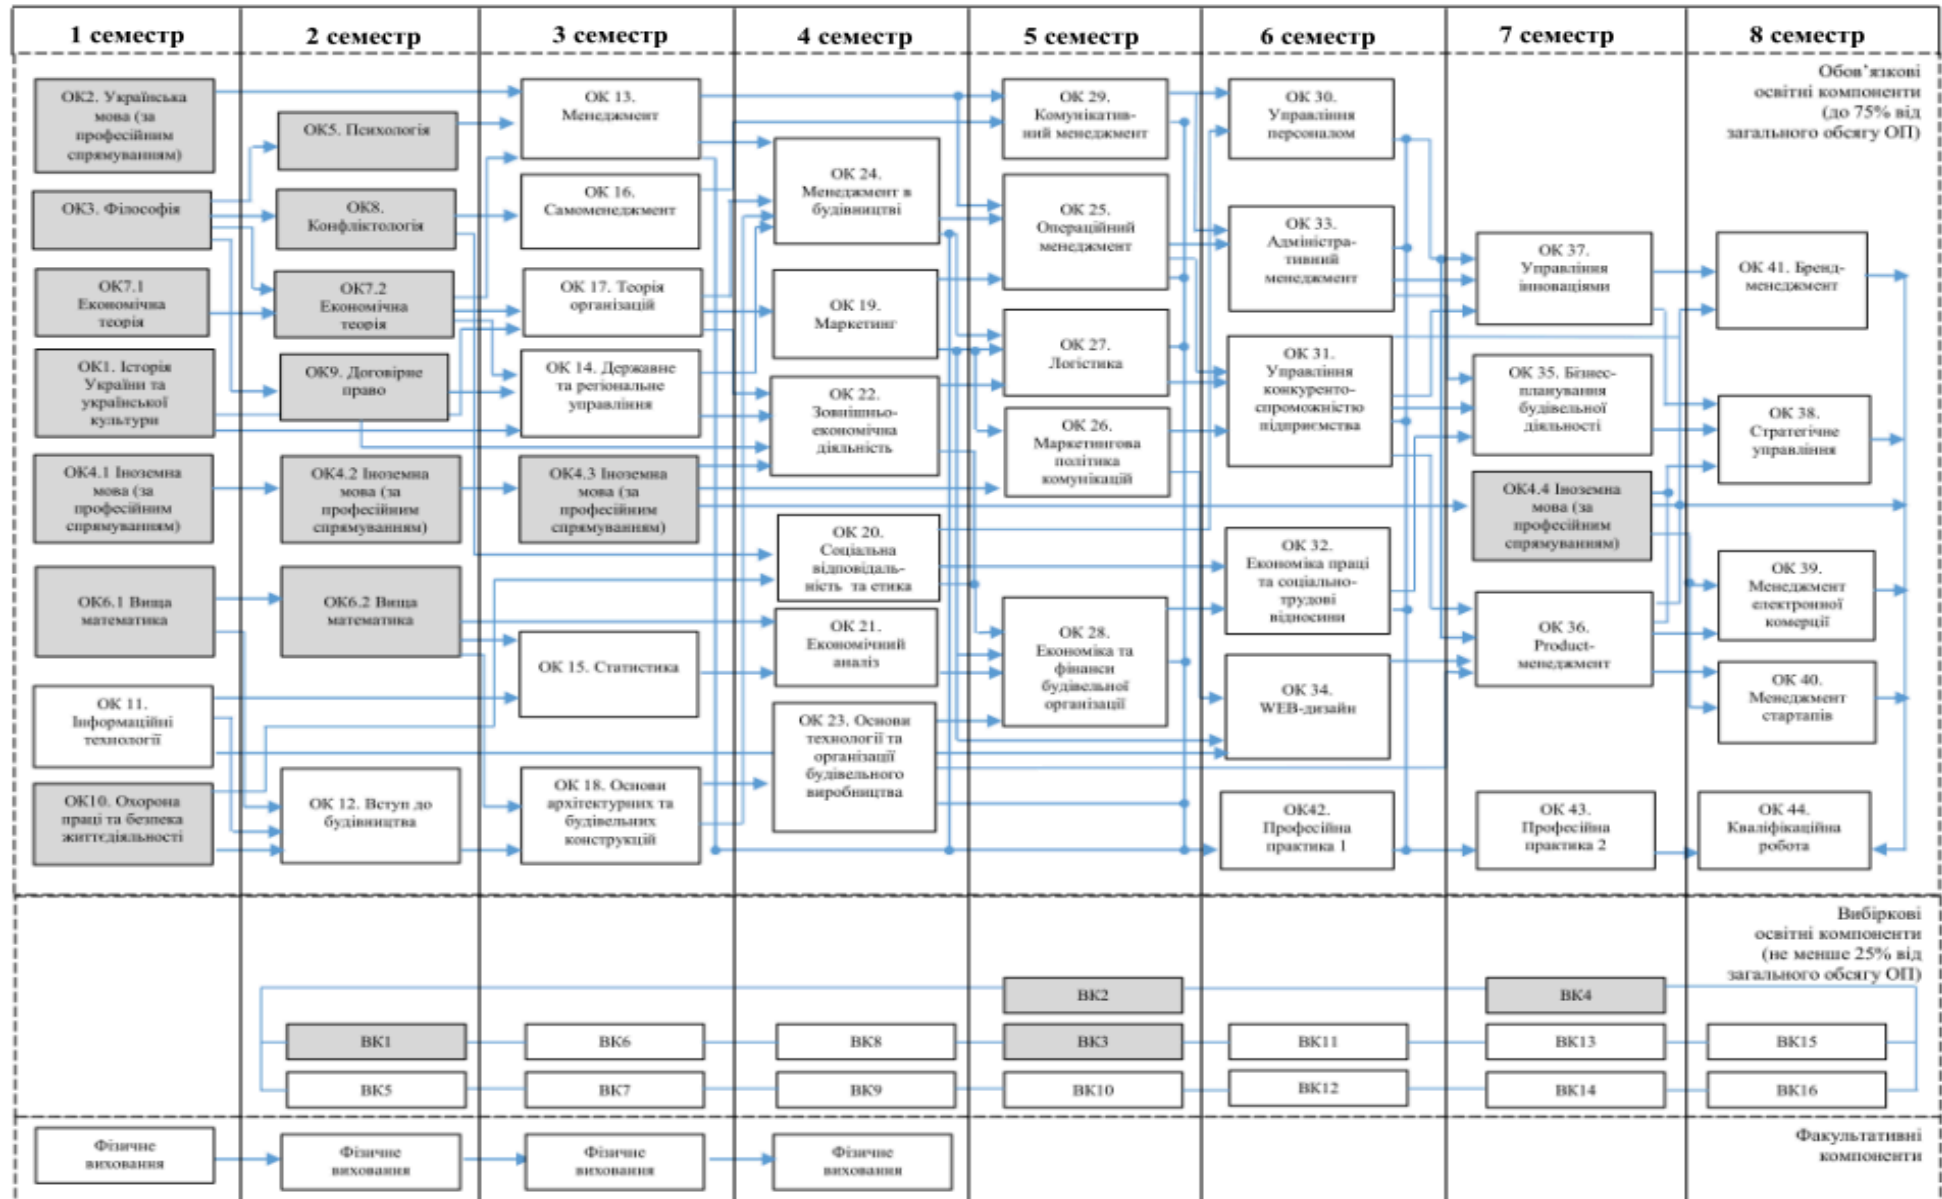 1 семестр
2 семестр
3 семестр
4 семестр
5 семестр
6 семестр
7 семестр
8 семестр
Обов’язкові
освітні компоненти
(до 75% від
загального обсягу ОП)
ОК2. Українська
мова (за
професійним
спрямуванням)
ОК3. Філософія
ОК7.1
Економічна
теорія
ОК1. Історія
України та
української
культури
ОК4.1 Іноземна
мова (за
професійним
спрямуванням)
ОК6.1 Вища
математика
ОК 11.
Інформаційні
технології
ОК10. Охорона
праці та безпека
життєдіяльності
ОК5. Психологія
ОК8.
Конфліктологія
ОК7.2
Економічна
теорія
ОК9. Договірне
право
ОК4.2 Іноземна
мова (за
професійним
спрямуванням)
ОК6.2 Вища
математика
ОК 12. Вступ до
будівництва
ОК 13.
Менеджмент
ОК 16.
Самоменеджмент
ОК 17. Теорія
організацій
ОК 14. Державне
та регіональне
управління
ОК4.3 Іноземна
мова (за
професійним
спрямуванням)
ОК 15. Статистика
ОК 18. Основи
архітектурних та
будівельних
конструкцій
ОК 24.
Менеджмент в
будівництві
ОК 19.
Маркетинг
ОК 22.
Зовнішньо-
економічна
діяльність
ОК 20.
Соціальна
відповідаль-
ність та етика
ОК 21.
Економічний
аналіз
ОК 23. Основи
технології та
організації
будівельного
виробництва
ОК 29.
Комунікатив-
ний менеджмент
ОК 25.
Операційний
менеджмент
ОК 27.
Логістика
ОК 26.
Маркетингова
політика
комунікацій
ОК 28.
Економіка та
фінанси
будівельної
організації
ОК 30.
Управління
персоналом
ОК 33.
Адміністра-
тивний
менеджмент
ОК 31.
Управління
конкуренто-
спроможністю
підприємства
ОК 32.
Економіка праці
та соціально-
трудові
відносини
ОК 34.
WEB-дизайн
ОК42.
Професійна
практика 1
ОК 37.
Управління
інноваціями
ОК 35. Бізнес-
планування
будівельної
діяльності
ОК4.4 Іноземна
мова (за
професійним
спрямуванням)
ОК 36.
Product-
менеджмент
ОК 43.
Професійна
практика 2
ОК 41. Бренд-
менеджмент
ОК 38.
Стратегічне
управління
ОК 39.
Менеджмент
електронної
комерції
ОК 40.
Менеджмент
стартапів
ОК 44.
Кваліфікаційна
робота
Вибіркові
освітні компоненти
(не менше 25% від
загального обсягу ОП)
ВК2
ВК4
ВК1
ВК6
ВК8
ВК3
ВК11
ВК13
ВК15
ВК5
ВК7
ВК9
ВК10
ВК12
ВК14
ВК16
Факультативні
компоненти
Фізичне
виховання
Фізичне
виховання
Фізичне
виховання
Фізичне
виховання